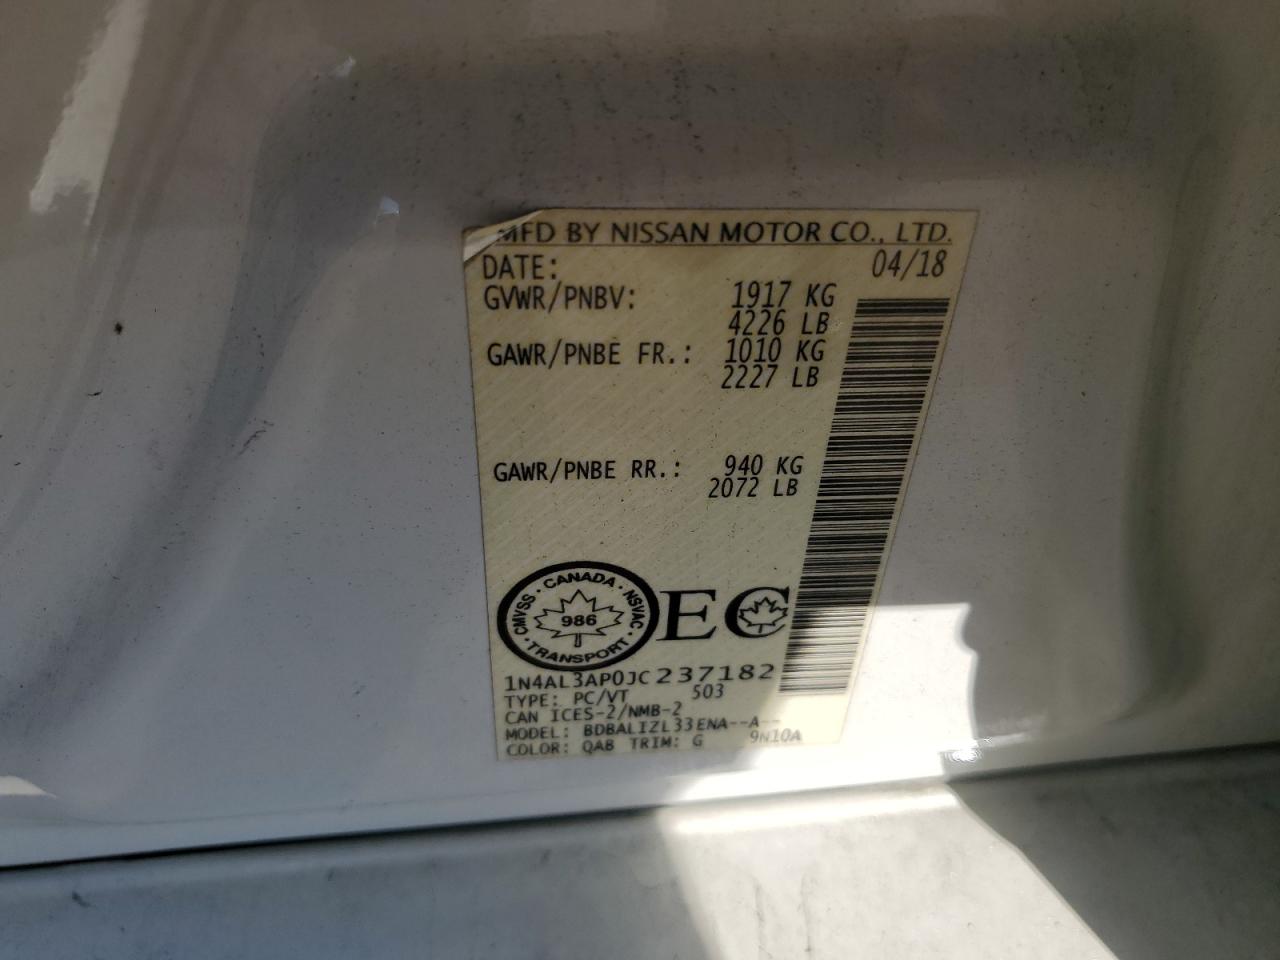 MFD BY NISSAN MOTOR CO., LTD.
DATE: 04/18
GVWR/PNBV: 1917 KG
4226 LB
GAWR/PNBE FR.: 1010 KG
2227 LB
GAWR/PNBE RR.: 940 KG
2072 LB
CANADA · NSVAC · TRANSPORT · CMVSS ·
986
EC
1N4AL3AP0JC237182
TYPE: PC/VT 503
CAN ICES-2/NMB-2
MODEL: BDBALIZL33ENA--A--
COLOR: QAB TRIM: G 9N10A